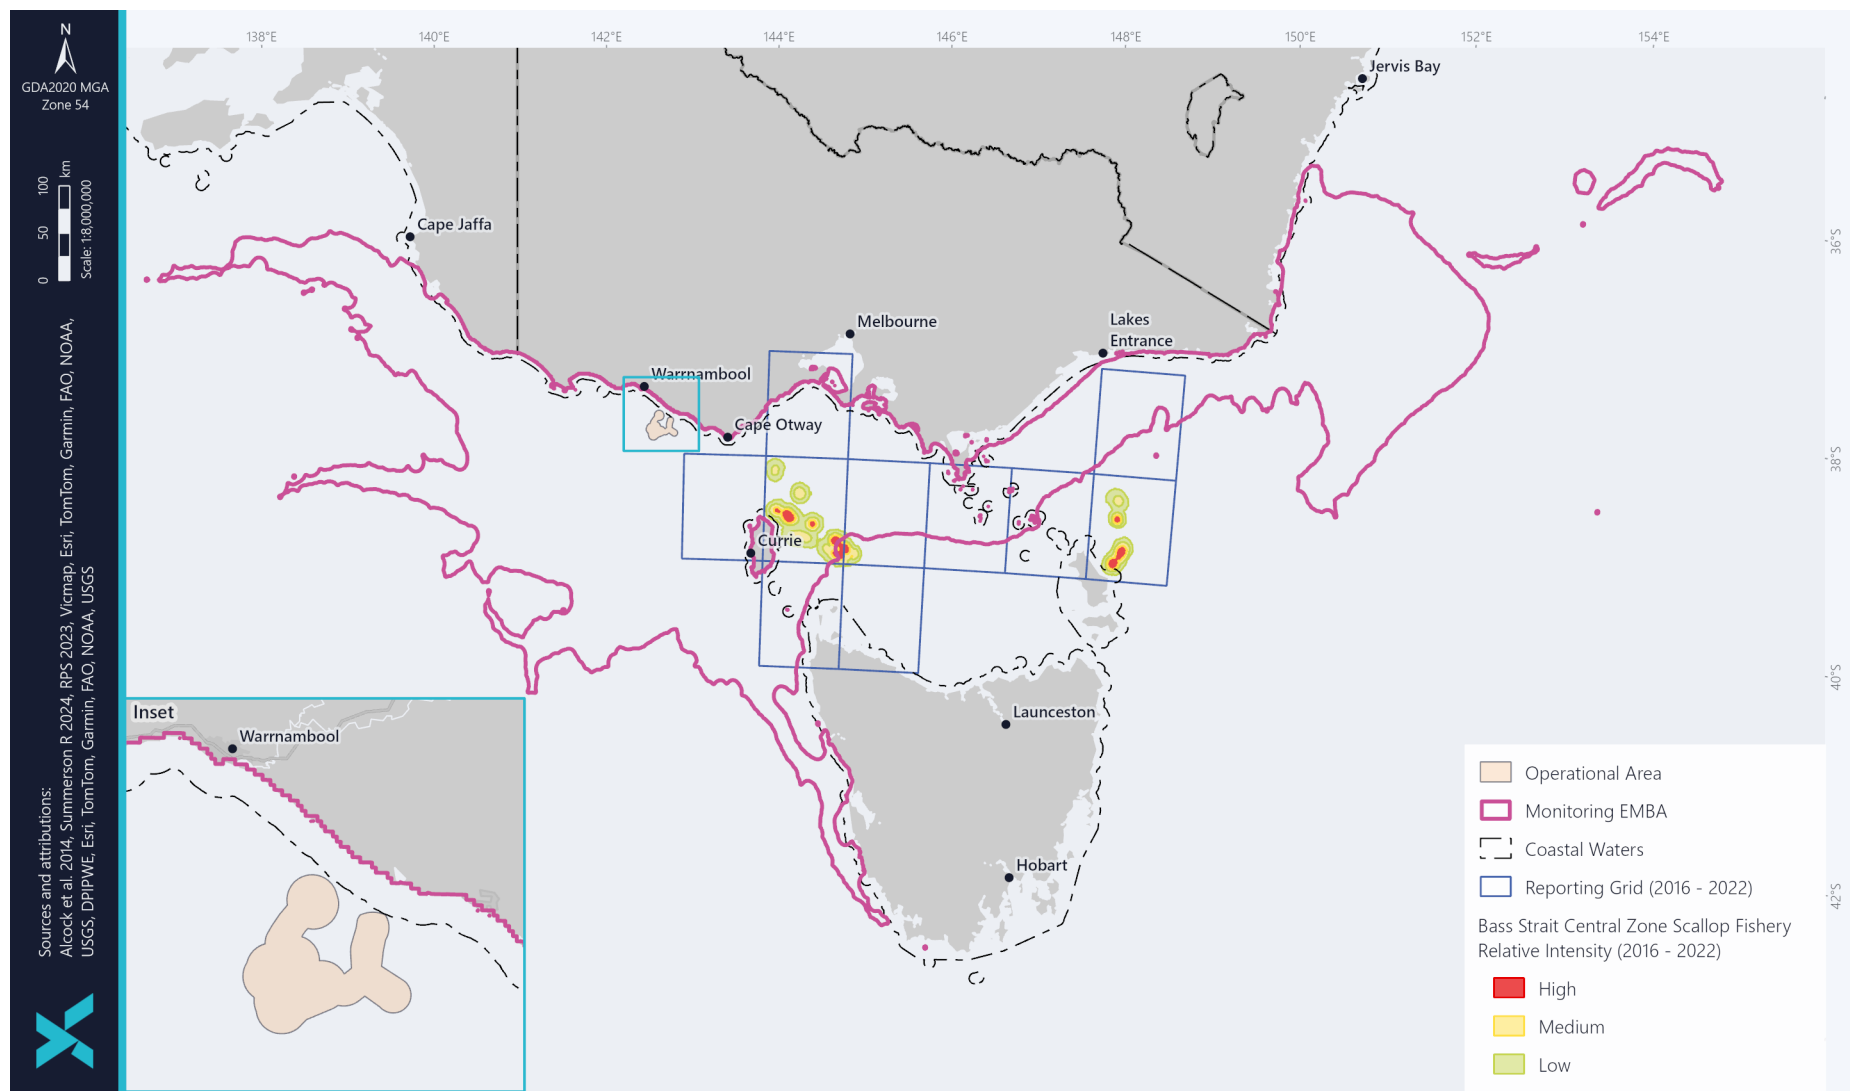 N
GDA2020 MGA
Zone 54
0 50 100 km
Scale: 1:8,000,000
Sources and attributions:
Alcock et al. 2014, Summerson R 2024, RPS 2023, Vicmap, Esri, TomTom, Garmin, FAO, NOAA,
USGS, DPIPWE, Esri, TomTom, Garmin, FAO, NOAA, USGS
138°E 140°E 142°E 144°E 146°E 148°E 150°E 152°E 154°E
36°S
38°S
40°S
42°S
Jervis Bay
Cape Jaffa
Melbourne
Lakes
Entrance
Warrnambool
Cape Otway
Currie
Launceston
Hobart
Inset
Warrnambool
Operational Area
Monitoring EMBA
Coastal Waters
Reporting Grid (2016 - 2022)
Bass Strait Central Zone Scallop Fishery
Relative Intensity (2016 - 2022)
High
Medium
Low